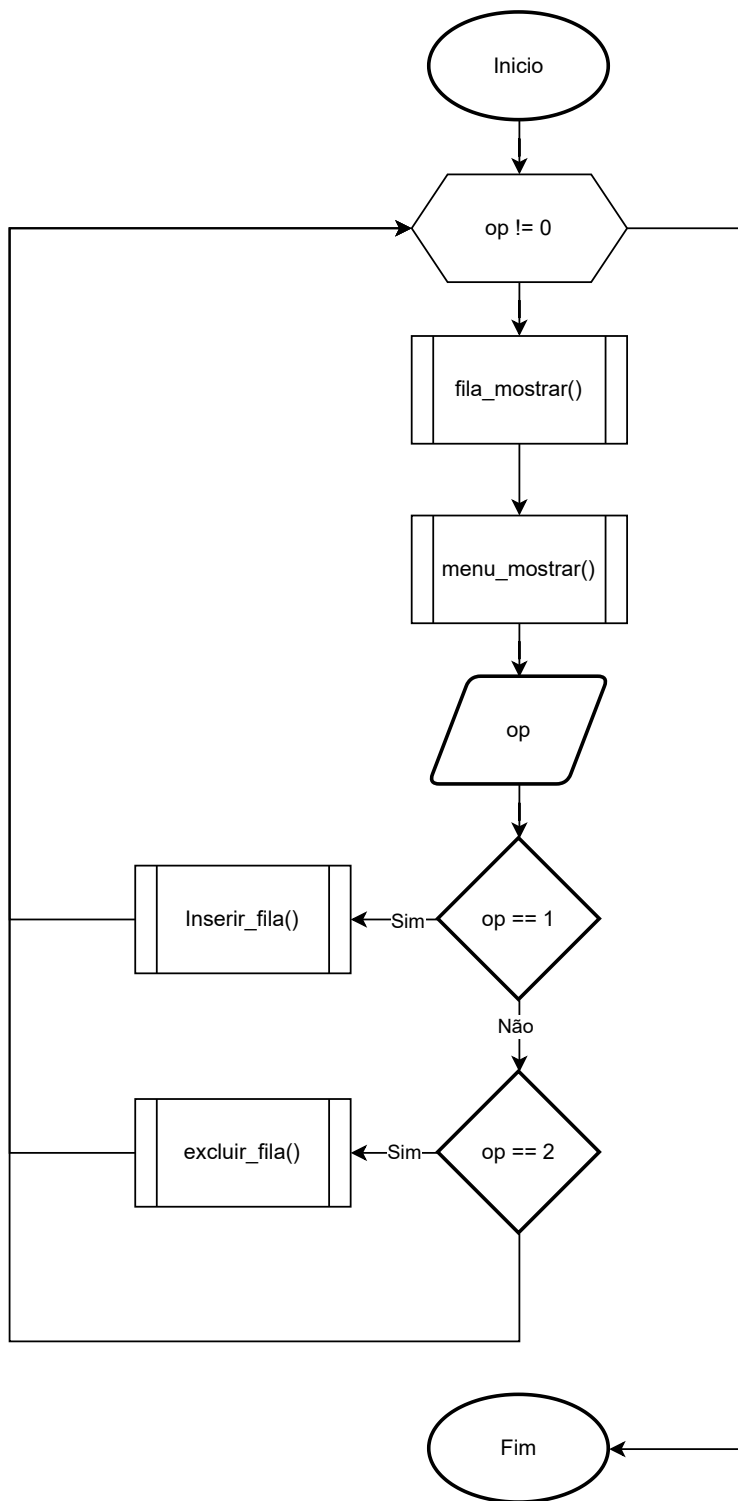 Inicio
op != 0
fila_mostrar()
menu_mostrar()
op
op == 1
Sim
Inserir_fila()
Não
op == 2
Sim
excluir_fila()
Fim